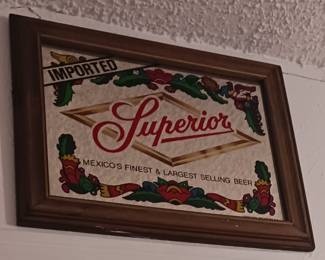 IMPORTED
Superior
MEXICO'S FINEST & LARGEST SELLING BEER